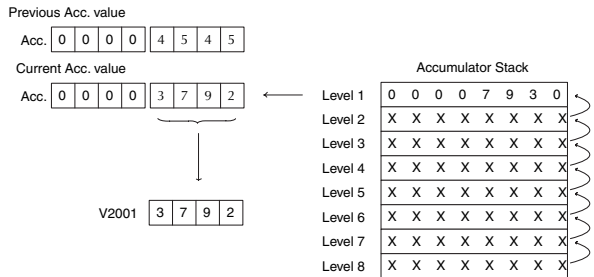 Previous Acc. value
Acc. 0 0 0 0 4 5 4 5
Current Acc. value
Acc. 0 0 0 0 3 7 9 2
V2001 3 7 9 2
Accumulator Stack
Level 1 0 0 0 0 7 9 3 0
Level 2 X X X X X X X X
Level 3 X X X X X X X X
Level 4 X X X X X X X X
Level 5 X X X X X X X X
Level 6 X X X X X X X X
Level 7 X X X X X X X X
Level 8 X X X X X X X X